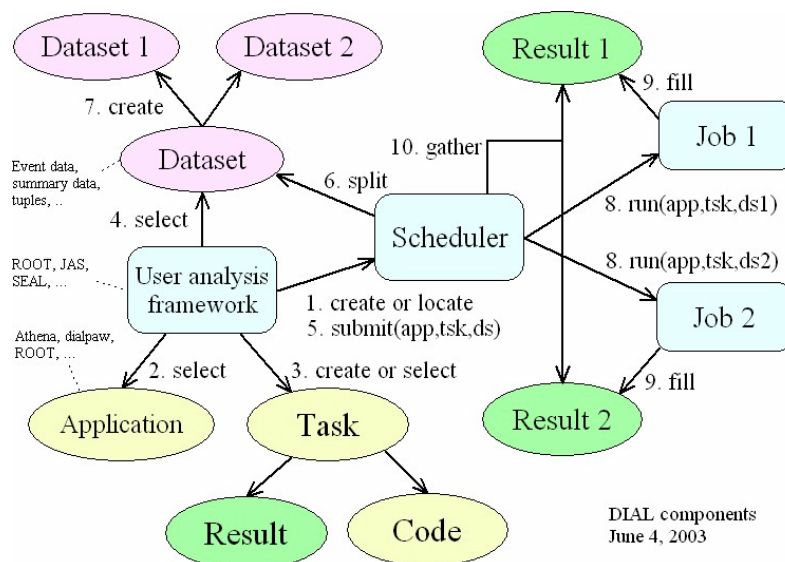 Dataset 1
Dataset 2
Result 1
7. create
9. fill
Job 1
10. gather
Dataset
Event data,
summary data,
tuples, ..
6. split
4. select
Scheduler
8. run(app,tsk,ds1)
ROOT, JAS,
SEAL, ...
User analysis
framework
8. run(app,tsk,ds2)
1. create or locate
5. submit(app,tsk,ds)
Job 2
Athena, dialpaw,
ROOT, ...
2. select
3. create or select
9. fill
Application
Task
Result 2
Result
Code
DIAL components
June 4, 2003